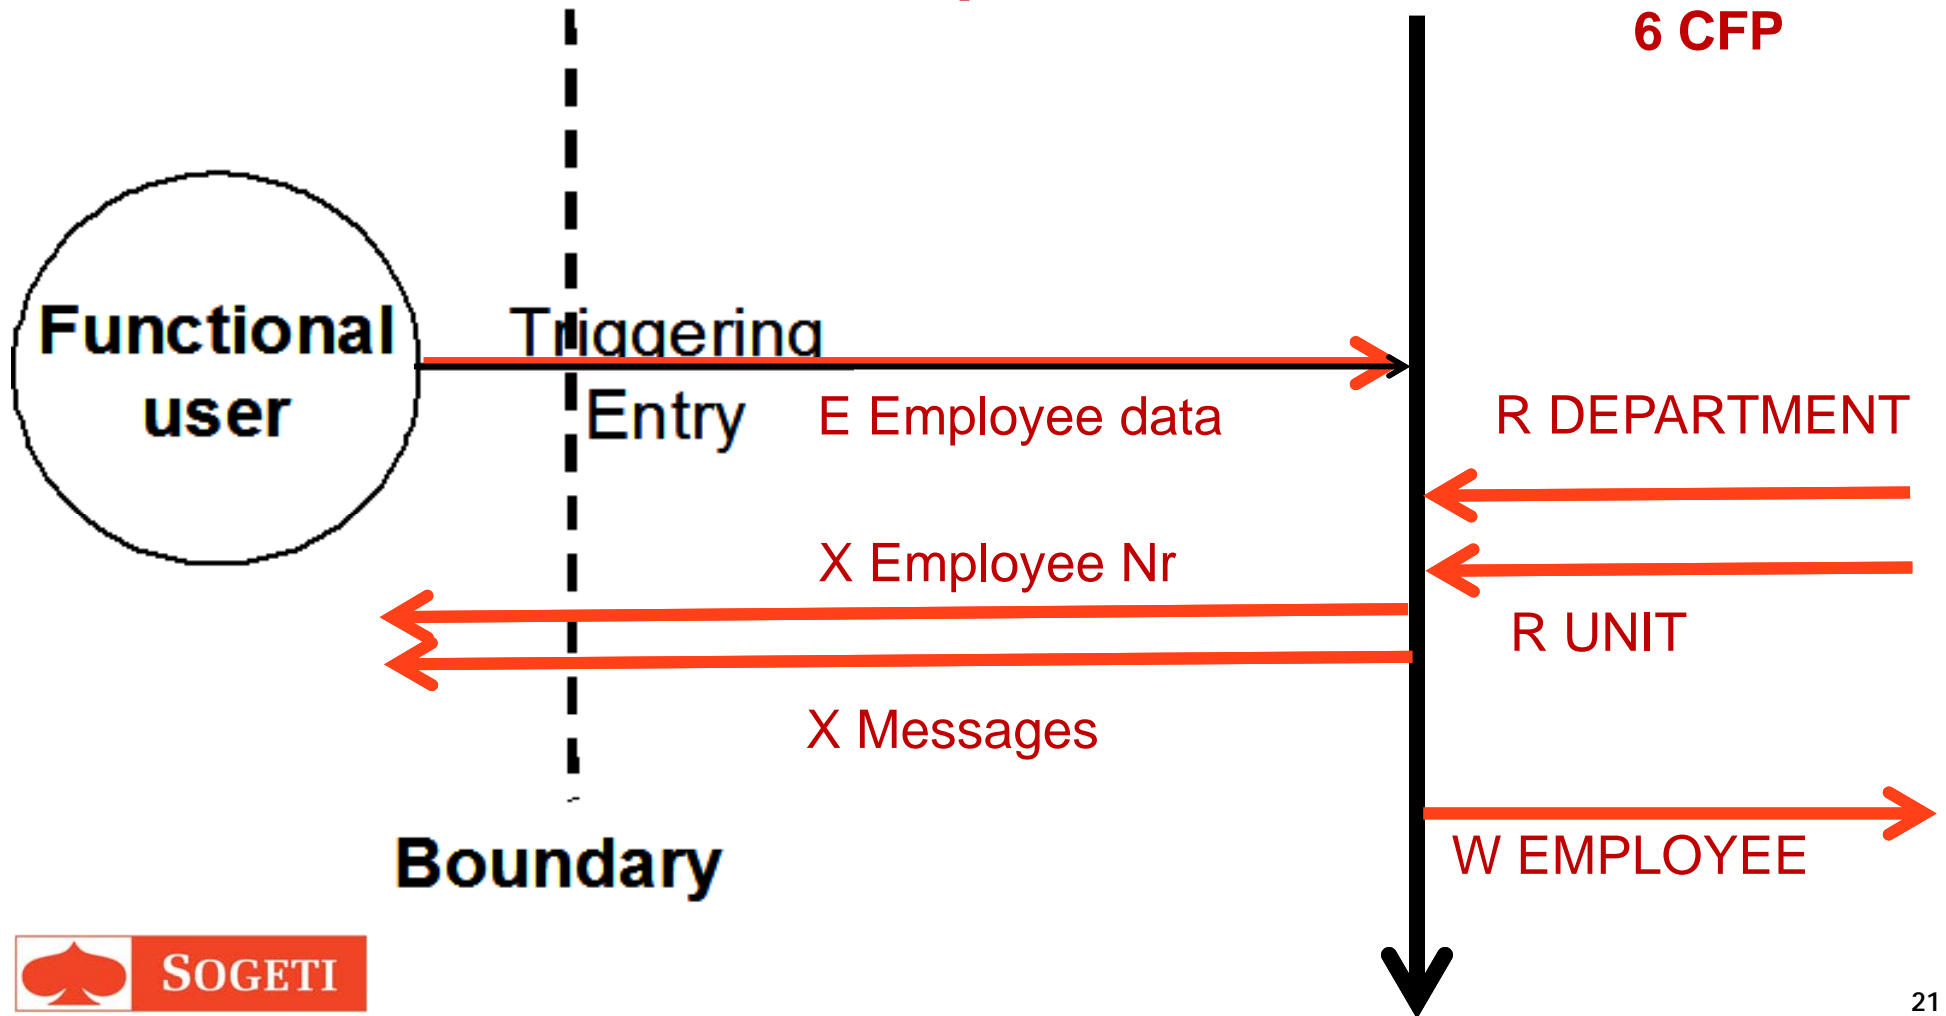 6 CFP
Functional
user
Triggering
Entry
E Employee data
R DEPARTMENT
X Employee Nr
R UNIT
X Messages
W EMPLOYEE
Boundary
SOGETI
21